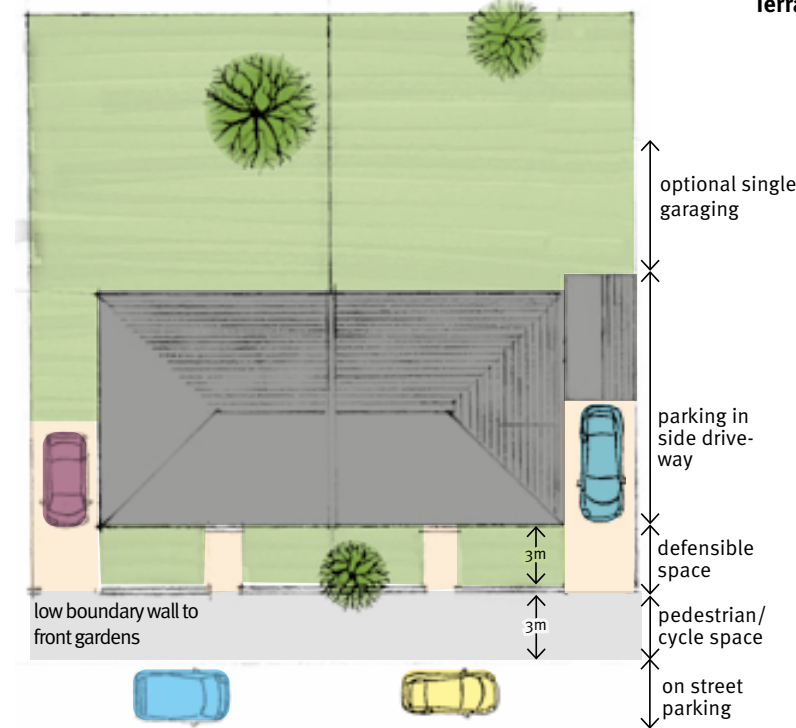 Terra
optional single
garaging
parking in
side drive-
way
3m
defensible
space
low boundary wall to
front gardens
3m
pedestrian/
cycle space
on street
parking